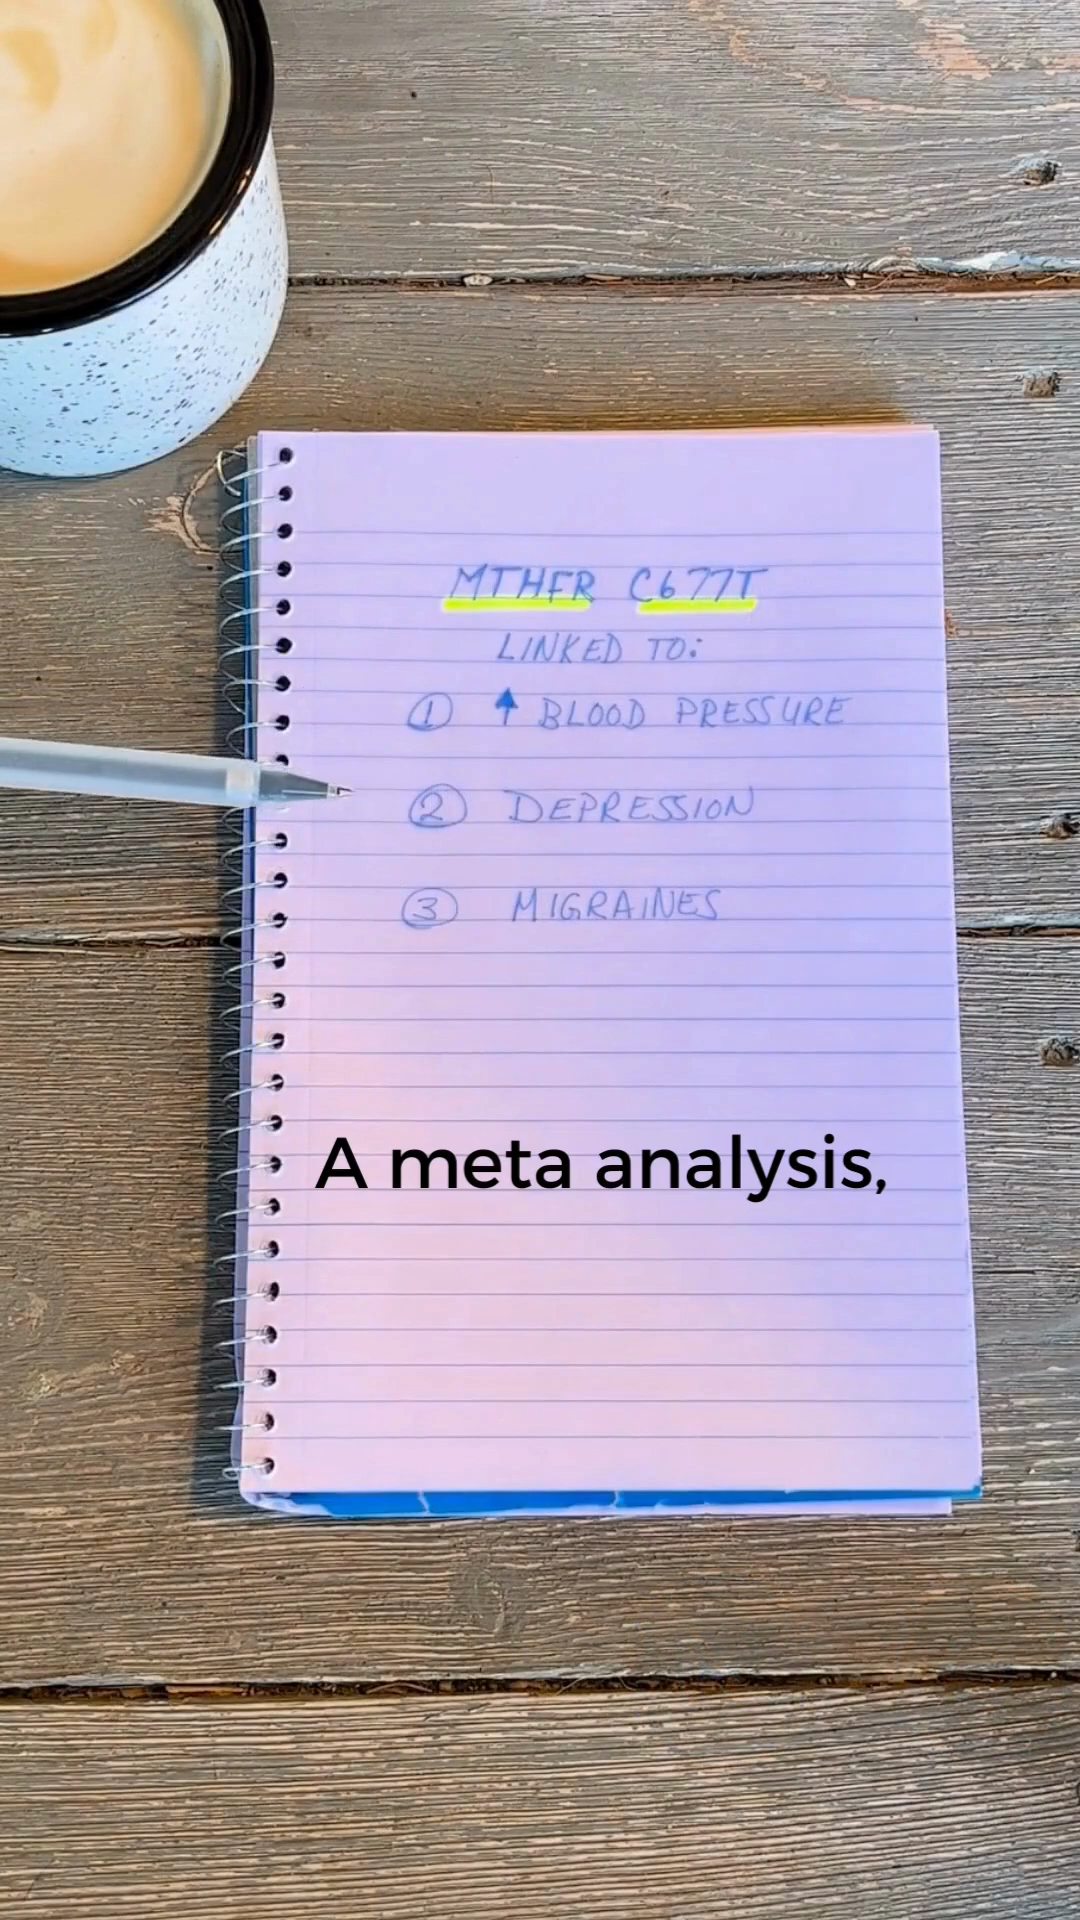 MTHFR C677T
LINKED TO:
① ↑ BLOOD PRESSURE
② DEPRESSION
③ MIGRAINES
A meta analysis,